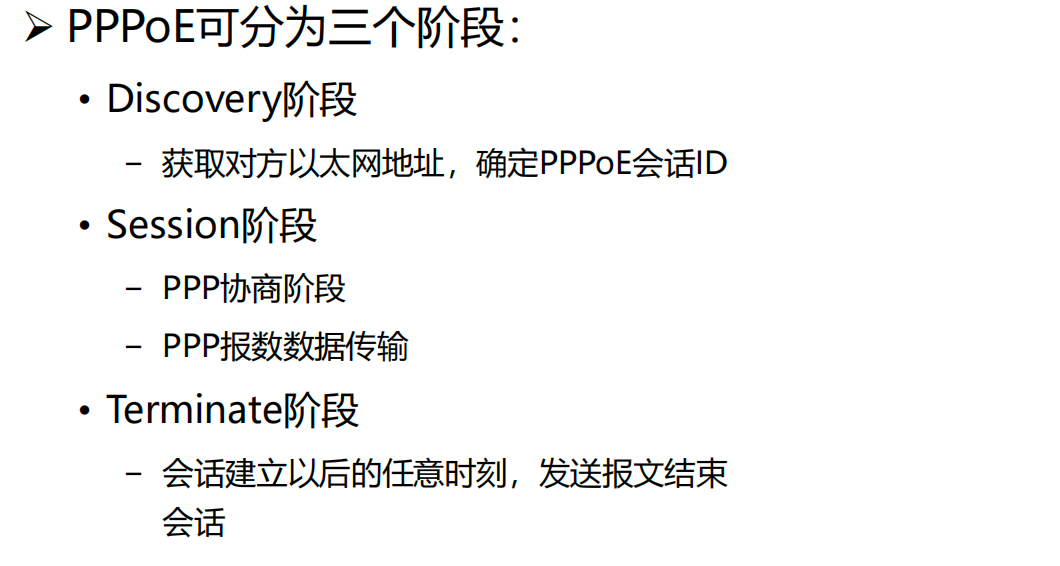 ➢ PPPoE可分为三个阶段：
• Discovery阶段
– 获取对方以太网地址，确定PPPoE会话ID
• Session阶段
– PPP协商阶段
– PPP报数数据传输
• Terminate阶段
– 会话建立以后的任意时刻，发送报文结束
会话